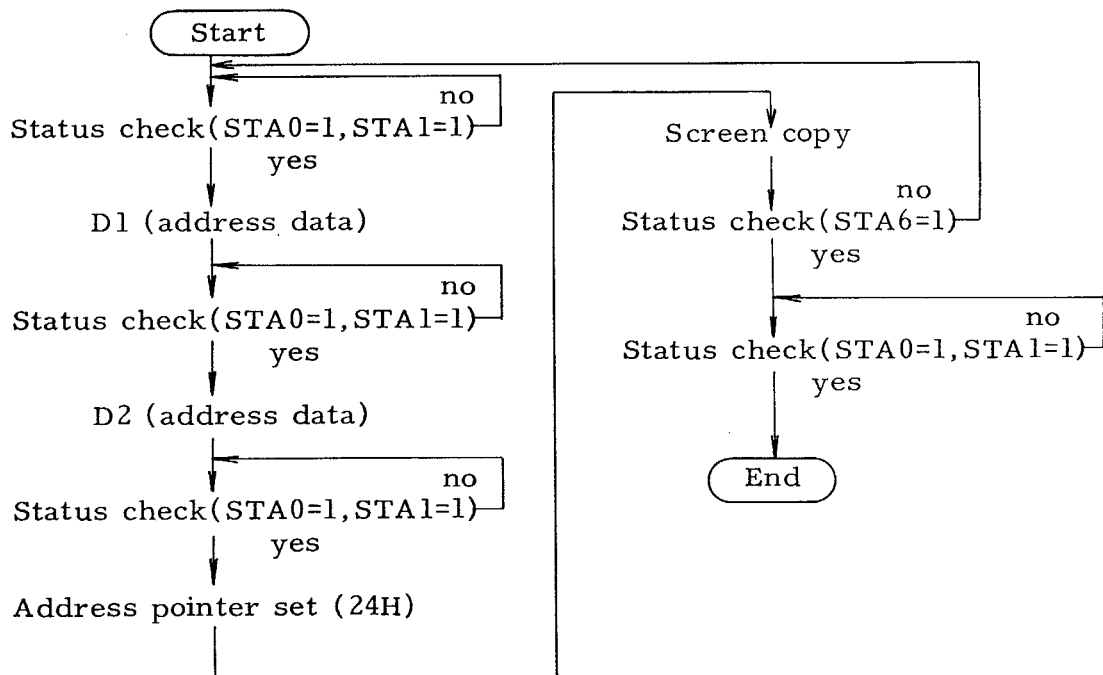 Start
no
Status check(STA0=1,STA1=1)
yes
D1 (address data)
no
Status check(STA0=1,STA1=1)
yes
D2 (address data)
no
Status check(STA0=1,STA1=1)
yes
Address pointer set (24H)
Screen copy
no
Status check(STA6=1)
yes
no
Status check(STA0=1,STA1=1)
yes
End